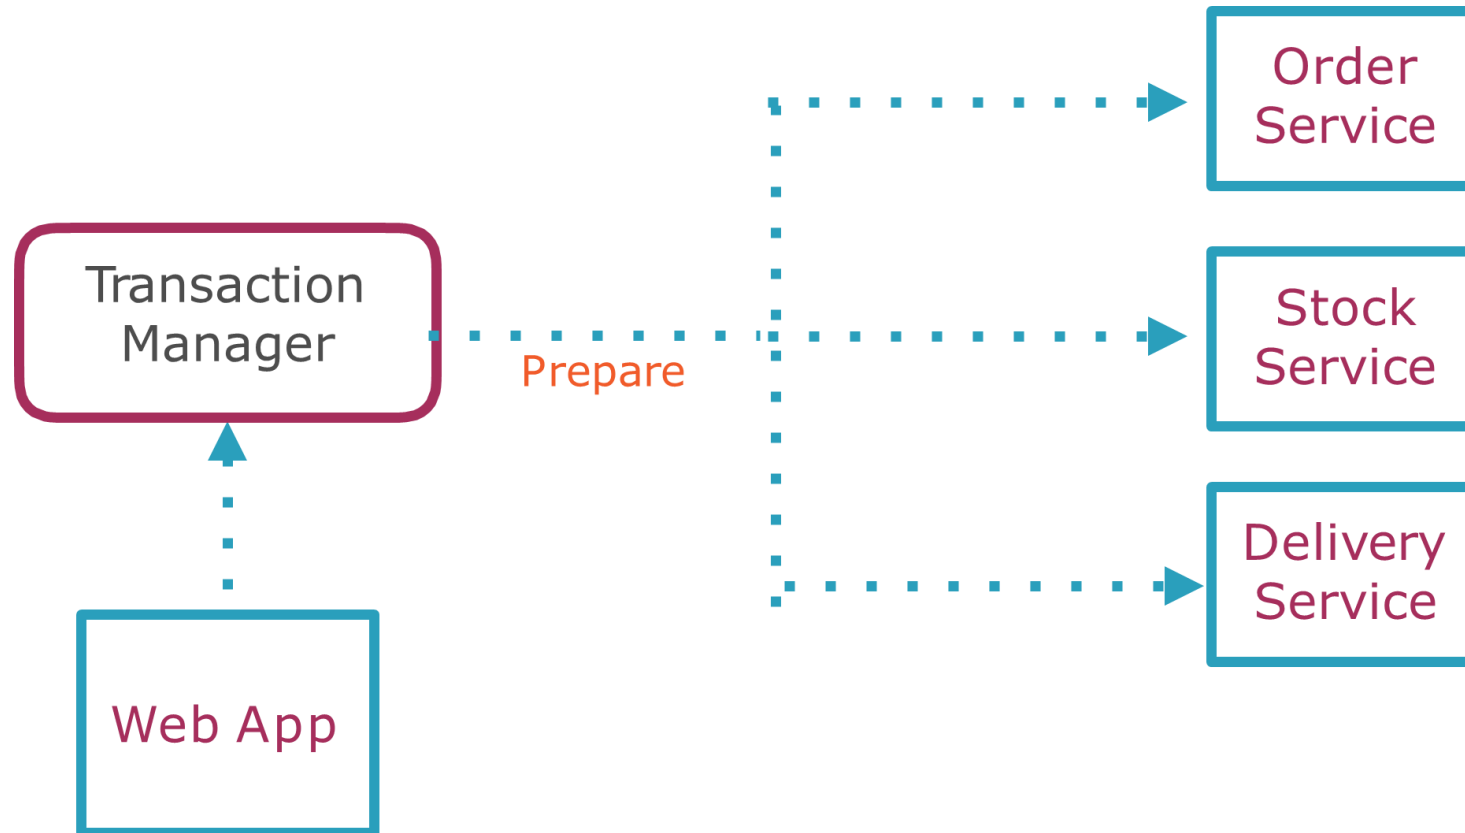 Order
Service
Transaction
Manager
Prepare
Stock
Service
Delivery
Service
Web App